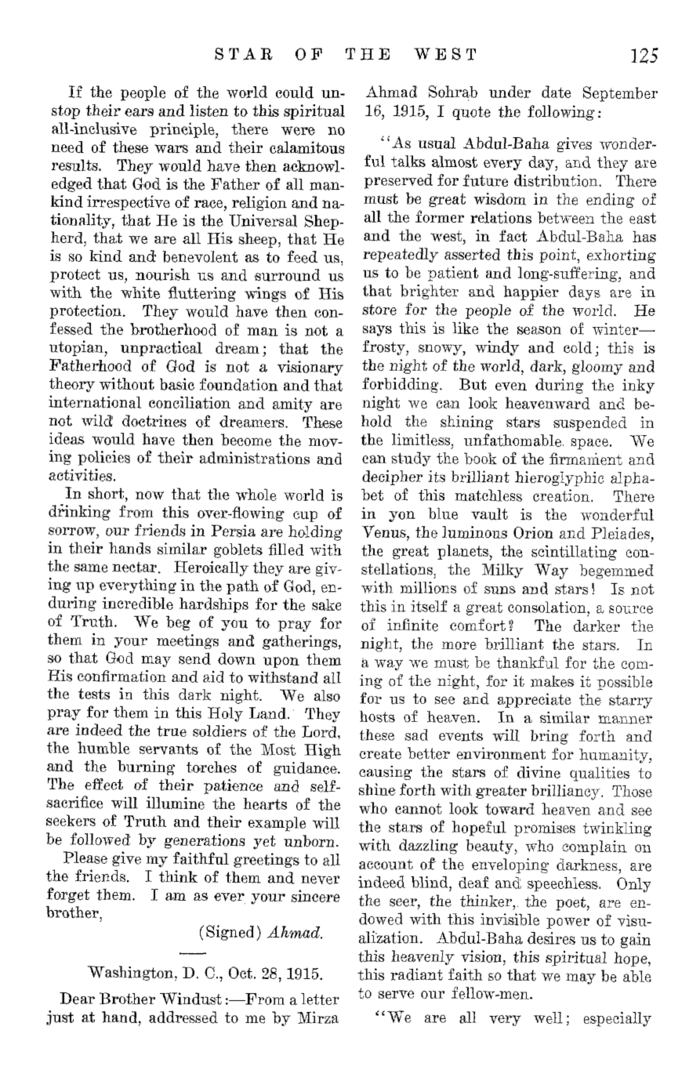 STAR OF THE WEST 125
If the people of the world could un-
stop their ears and listen to this spiritual
all-inclusive principle, there were no
need of these wars and their calamitous
results. They would have then acknowl-
edged that God is the Father of all man-
kind irrespective of race, religion and na-
tionality, that He is the Universal Shep-
herd, that we are all His sheep, that He
is so kind and benevolent as to feed us,
protect us, nourish us and surround us
with the white fluttering wings of His
protection. They would have then con-
fessed the brotherhood of man is not a
utopian, unpractical dream; that the
Fatherhood of God is not a visionary
theory without basic foundation and that
international conciliation and amity are
not wild doctrines of dreamers. These
ideas would have then become the mov-
ing policies of their administrations and
activities.
In short, now that the whole world is
drinking from this over-flowing cup of
sorrow, our friends in Persia are holding
in their hands similar goblets filled with
the same nectar. Heroically they are giv-
ing up everything in the path of God, en-
during incredible hardships for the sake
of Truth. We beg of you to pray for
them in your meetings and gatherings,
so that God may send down upon them
His confirmation and aid to withstand all
the tests in this dark night. We also
pray for them in this Holy Land. They
are indeed the true soldiers of the Lord,
the humble servants of the Most High
and the burning torches of guidance.
The effect of their patience and self-
sacrifice will illumine the hearts of the
seekers of Truth and their example will
be followed by generations yet unborn.
Please give my faithful greetings to all
the friends. I think of them and never
forget them. I am as ever your sincere
brother,
(Signed) Ahmad.
Washington, D. C., Oct. 28, 1915.
Dear Brother Windust:—From a letter
just at hand, addressed to me by Mirza
Ahmad Sohrab under date September
16, 1915, I quote the following:
"As usual Abdul-Baha gives wonder-
ful talks almost every day, and they are
preserved for future distribution. There
must be great wisdom in the ending of
all the former relations between the east
and the west, in fact Abdul-Baha has
repeatedly asserted this point, exhorting
us to be patient and long-suffering, and
that brighter and happier days are in
store for the people of the world. He
says this is like the season of winter—
frosty, snowy, windy and cold; this is
the night of the world, dark, gloomy and
forbidding. But even during the inky
night we can look heavenward and be-
hold the shining stars suspended in
the limitless, unfathomable space. We
can study the book of the firmament and
decipher its brilliant hieroglyphic alpha-
bet of this matchless creation. There
in yon blue vault is the wonderful
Venus, the luminous Orion and Pleiades,
the great planets, the scintillating con-
stellations, the Milky Way begemmed
with millions of suns and stars! Is not
this in itself a great consolation, a source
of infinite comfort? The darker the
night, the more brilliant the stars. In
a way we must be thankful for the com-
ing of the night, for it makes it possible
for us to see and appreciate the starry
hosts of heaven. In a similar manner
these sad events will bring forth and
create better environment for humanity,
causing the stars of divine qualities to
shine forth with greater brilliancy. Those
who cannot look toward heaven and see
the stars of hopeful promises twinkling
with dazzling beauty, who complain on
account of the enveloping darkness, are
indeed blind, deaf and speechless. Only
the seer, the thinker, the poet, are en-
dowed with this invisible power of visu-
alization. Abdul-Baha desires us to gain
this heavenly vision, this spiritual hope,
this radiant faith so that we may be able
to serve our fellow-men.
"We are all very well; especially